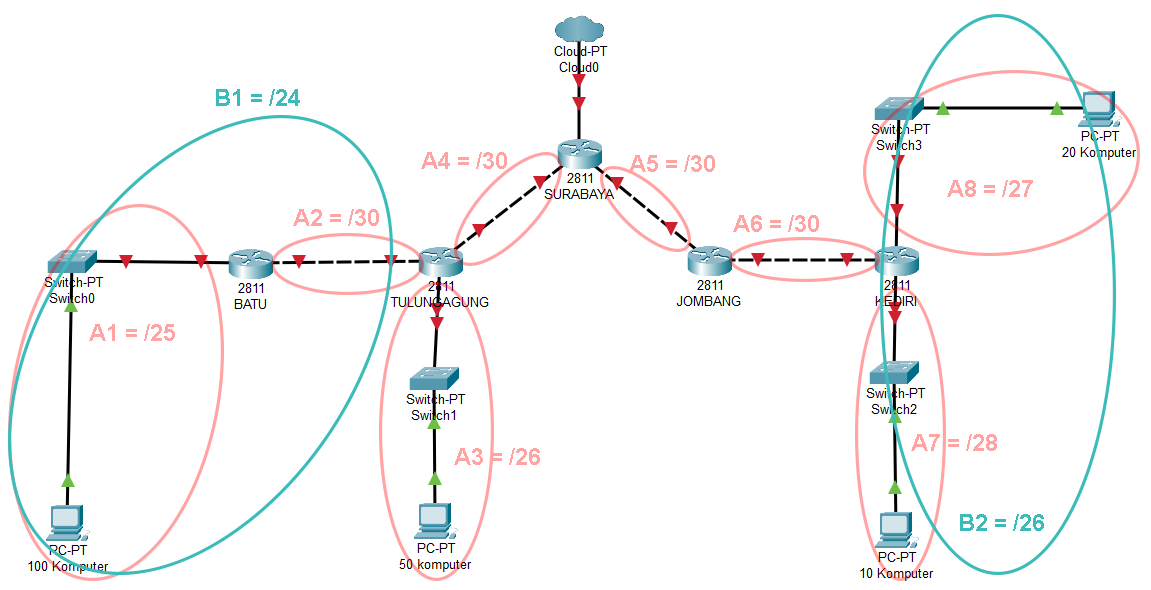 Cloud-PT
Cloud0
B1 = /24
Switch-PT
Switch3
PC-PT
20 Komputer
A4 = /30
A5 = /30
2811
SURABAYA
A8 = /27
A2 = /30
A6 = /30
Switch-PT
Switch0
2811
BATU
2811
TULUNGAGUNG
2811
JOMBANG
2811
KEDIRI
A1 = /25
Switch-PT
Switch1
Switch-PT
Switch2
A3 = /26
A7 = /28
B2 = /26
PC-PT
100 Komputer
PC-PT
50 komputer
PC-PT
10 Komputer